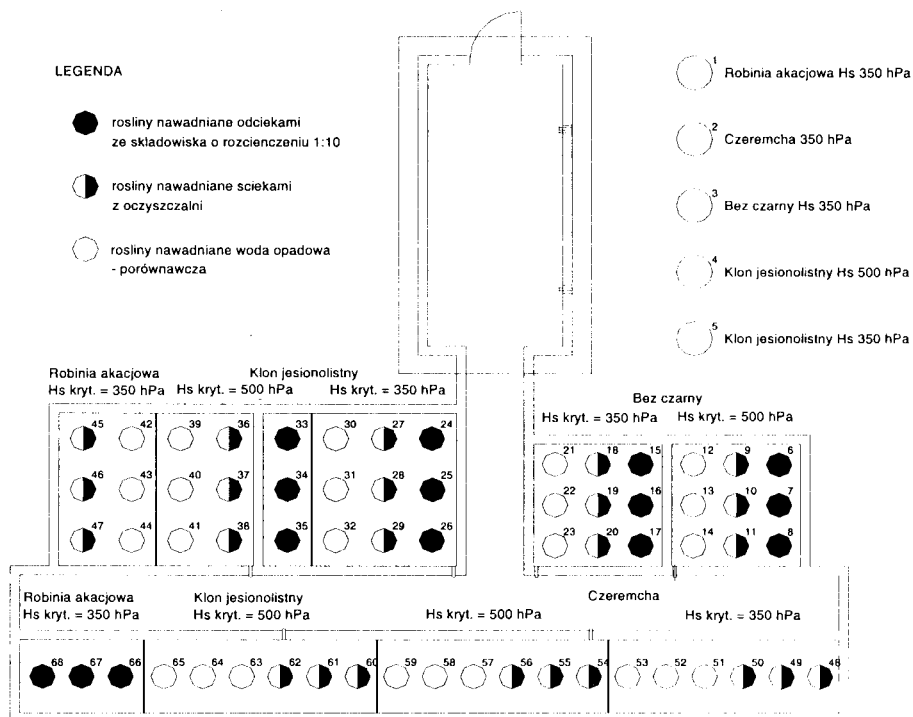 LEGENDA
rosliny nawadniane odciekami
ze skladowiska o rozcienczeniu 1:10
rosliny nawadniane sciekami
z oczyszczalni
rosliny nawadniane woda opadowa
- porównawcza
1
Robinia akacjowa Hs 350 hPa
2
Czeremcha 350 hPa
3
Bez czarny Hs 350 hPa
4
Klon jesionolistny Hs 500 hPa
5
Klon jesionolistny Hs 350 hPa
Robinia akacjowa Klon jesionolistny
Hs kryt. = 350 hPa Hs kryt. = 500 hPa Hs kryt. = 350 hPa
45 42 39 36 33 30 27 24
46 43 40 37 34 31 28 25
47 44 41 38 35 32 29 26
Bez czarny
Hs kryt. = 350 hPa Hs kryt. = 500 hPa
21 18 15 12 9 6
22 19 16 13 10 7
23 20 17 14 11 8
Robinia akacjowa Klon jesionolistny Czeremcha
Hs kryt. = 350 hPa Hs kryt. = 500 hPa Hs kryt. = 500 hPa Hs kryt. = 350 hPa
68 67 66 65 64 63 62 61 60 59 58 57 56 55 54 53 52 51 50 49 48